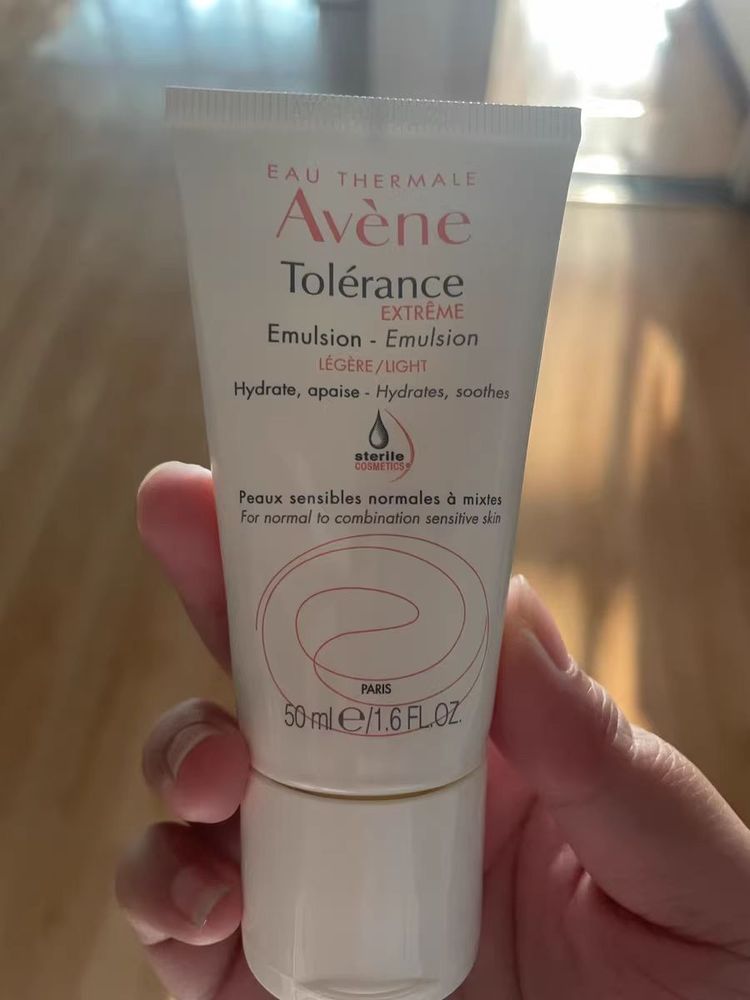 EAU THERMALE
Avène
Tolérance
EXTRÊME
Emulsion - Emulsion
LÉGÈRE/LIGHT
Hydrate, apaise - Hydrates, soothes
sterile
COSMETICS®
Peaux sensibles normales à mixtes
For normal to combination sensitive skin
PARIS
50 ml e/1.6 FL.OZ.